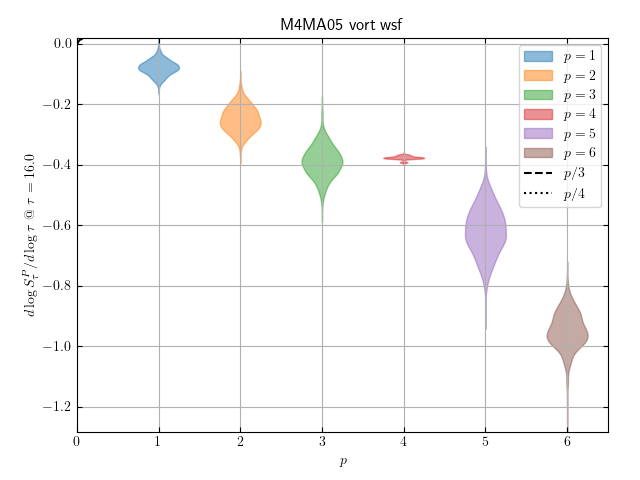 M4MA05 vort wsf
d log S_τ^P / d log τ @ τ = 16.0
0.0
−0.2
−0.4
−0.6
−0.8
−1.0
−1.2
0 1 2 3 4 5 6
p
p = 1
p = 2
p = 3
p = 4
p = 5
p = 6
p/3
p/4